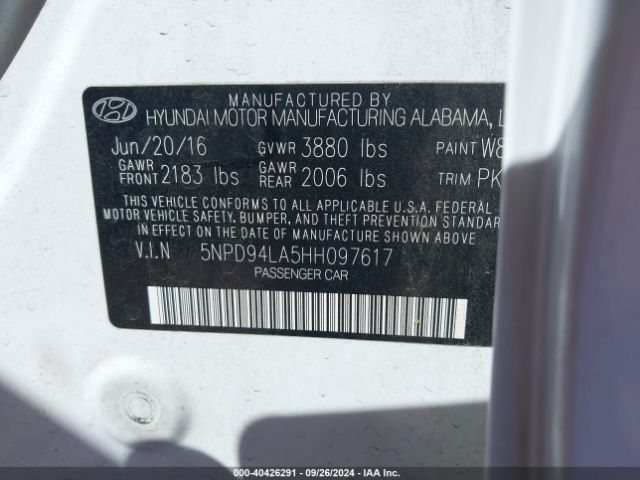 MANUFACTURED BY
HYUNDAI MOTOR MANUFACTURING ALABAMA, L
Jun/20/16 GVWR 3880 lbs PAINT W8
GAWR FRONT 2183 lbs GAWR REAR 2006 lbs TRIM PK
THIS VEHICLE CONFORMS TO ALL APPLICABLE U.S.A. FEDERAL
MOTOR VEHICLE SAFETY, BUMPER, AND THEFT PREVENTION STANDAR
IN EFFECT ON THE DATE OF MANUFACTURE SHOWN ABOVE.
V.I.N 5NPD94LA5HH097617
PASSENGER CAR
000-40426291 - 09/26/2024 - IAA Inc.